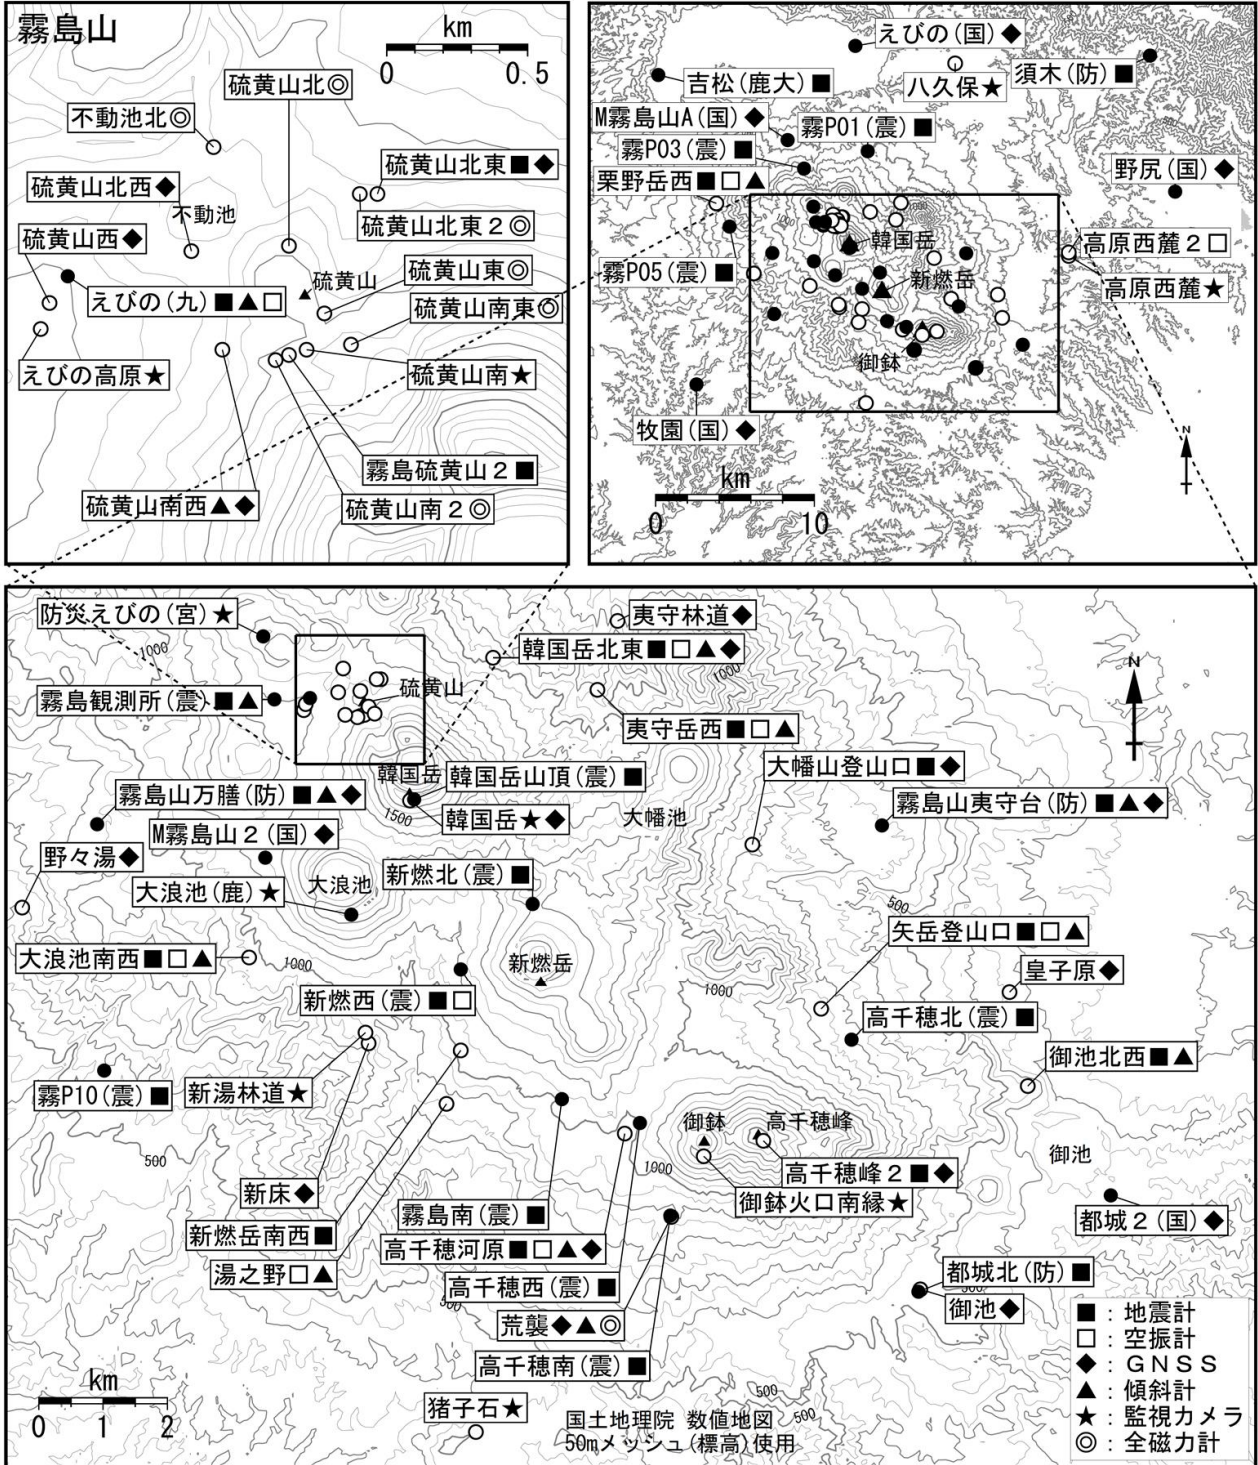 霧島山
km
0 0.5
硫黄山北◎
不動池北◎
硫黄山北東■◆
硫黄山北西◆
不動池
硫黄山北東２◎
硫黄山西◆
硫黄山東◎
硫黄山
えびの(九)■▲□
硫黄山南東◎
えびの高原★
硫黄山南★
霧島硫黄山２■
硫黄山南西▲◆
硫黄山南２◎
えびの(国)◆
吉松(鹿大)■
八久保★
須木(防)■
M霧島山A(国)◆
霧P01(震)■
霧P03(震)■
野尻(国)◆
栗野岳西■□▲
韓国岳
高原西麓２□
霧P05(震)■
新燃岳
高原西麓★
御鉢
牧園(国)◆
km
0 10
N
防災えびの(宮)★
1000
夷守林道◆
韓国岳北東■□▲◆
1000
N
硫黄山
霧島観測所(震)■▲
夷守岳西■□▲
大幡山登山口■◆
韓国岳
韓国岳山頂(震)■
霧島山万膳(防)■▲◆
霧島山夷守台(防)■▲◆
1500
韓国岳★◆
大幡池
M霧島山２(国)◆
野々湯◆
新燃北(震)■
大浪池
大浪池(鹿)★
500
矢岳登山口■□▲
大浪池南西■□▲
1000
新燃岳
皇子原◆
1000
新燃西(震)■□
高千穂北(震)■
御池北西■▲
霧P10(震)■
新湯林道★
御鉢
高千穂峰
500
1000
御池
高千穂峰２■◆
新床◆
御鉢火口南縁★
霧島南(震)■
都城２(国)◆
新燃岳南西■
高千穂河原■□▲◆
湯之野□▲
高千穂西(震)■
都城北(防)■
500
御池◆
荒襲◆▲◎
高千穂南(震)■
km
0 1 2
猪子石★
500
国土地理院 数値地図
500
50mメッシュ(標高)使用
■：地震計
□：空振計
◆：ＧＮＳＳ
▲：傾斜計
★：監視カメラ
◎：全磁力計